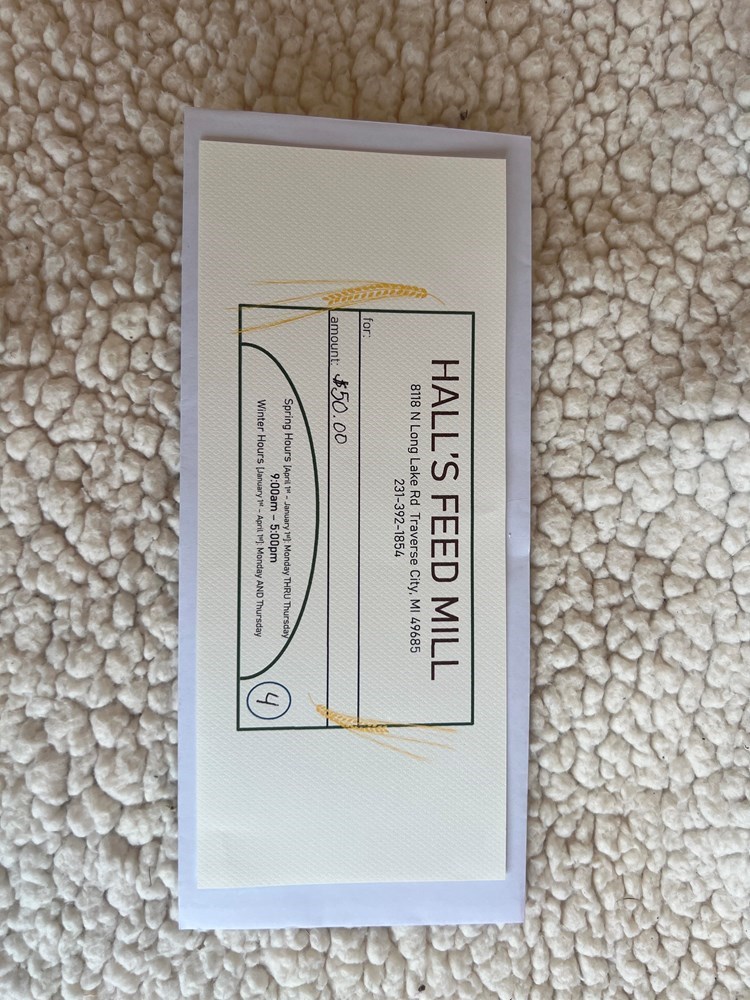 HALL'S FEED MILL
8118 N Long Lake Rd Traverse City, MI 49685
231-392-1854
for:
amount: $50.00
Spring Hours [April 1st - January 1st]: Monday THRU Thursday
9:00am - 5:00pm
Winter Hours [January 1st - April 1st]: Monday AND Thursday
4